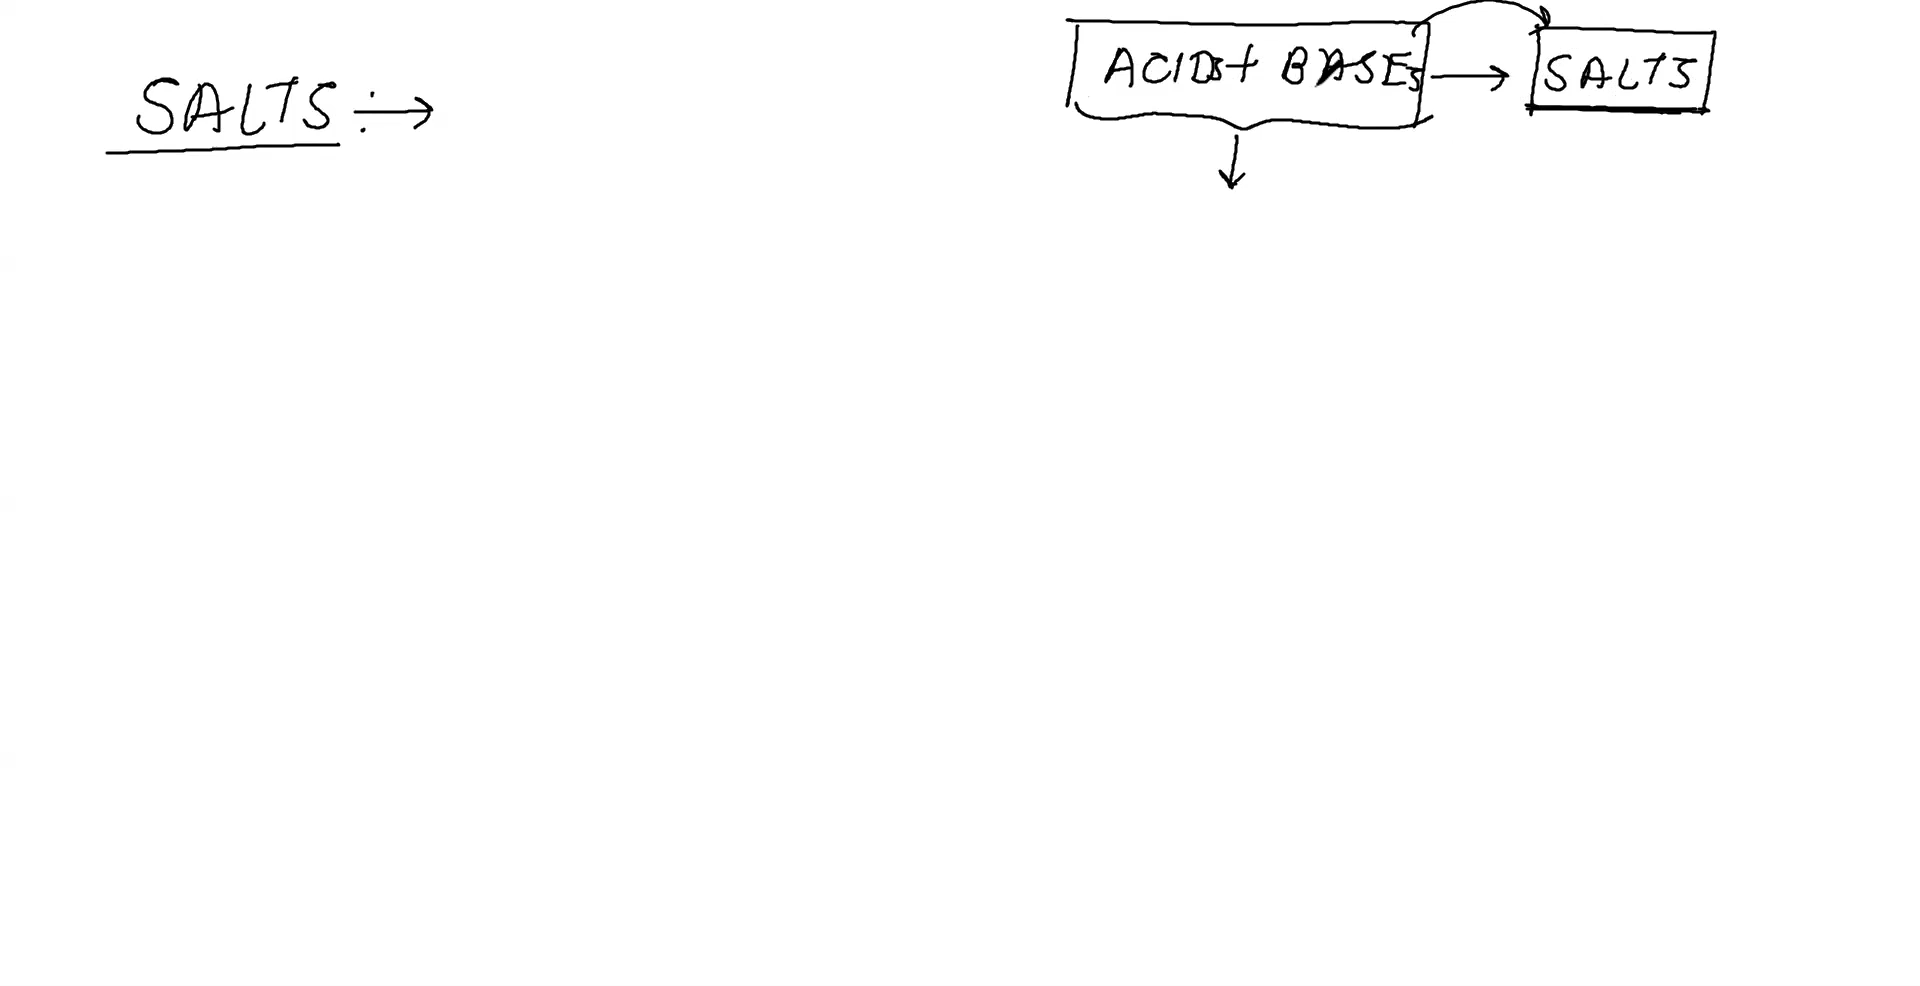 SALTS :→
ACIDS + BASES → SALTS